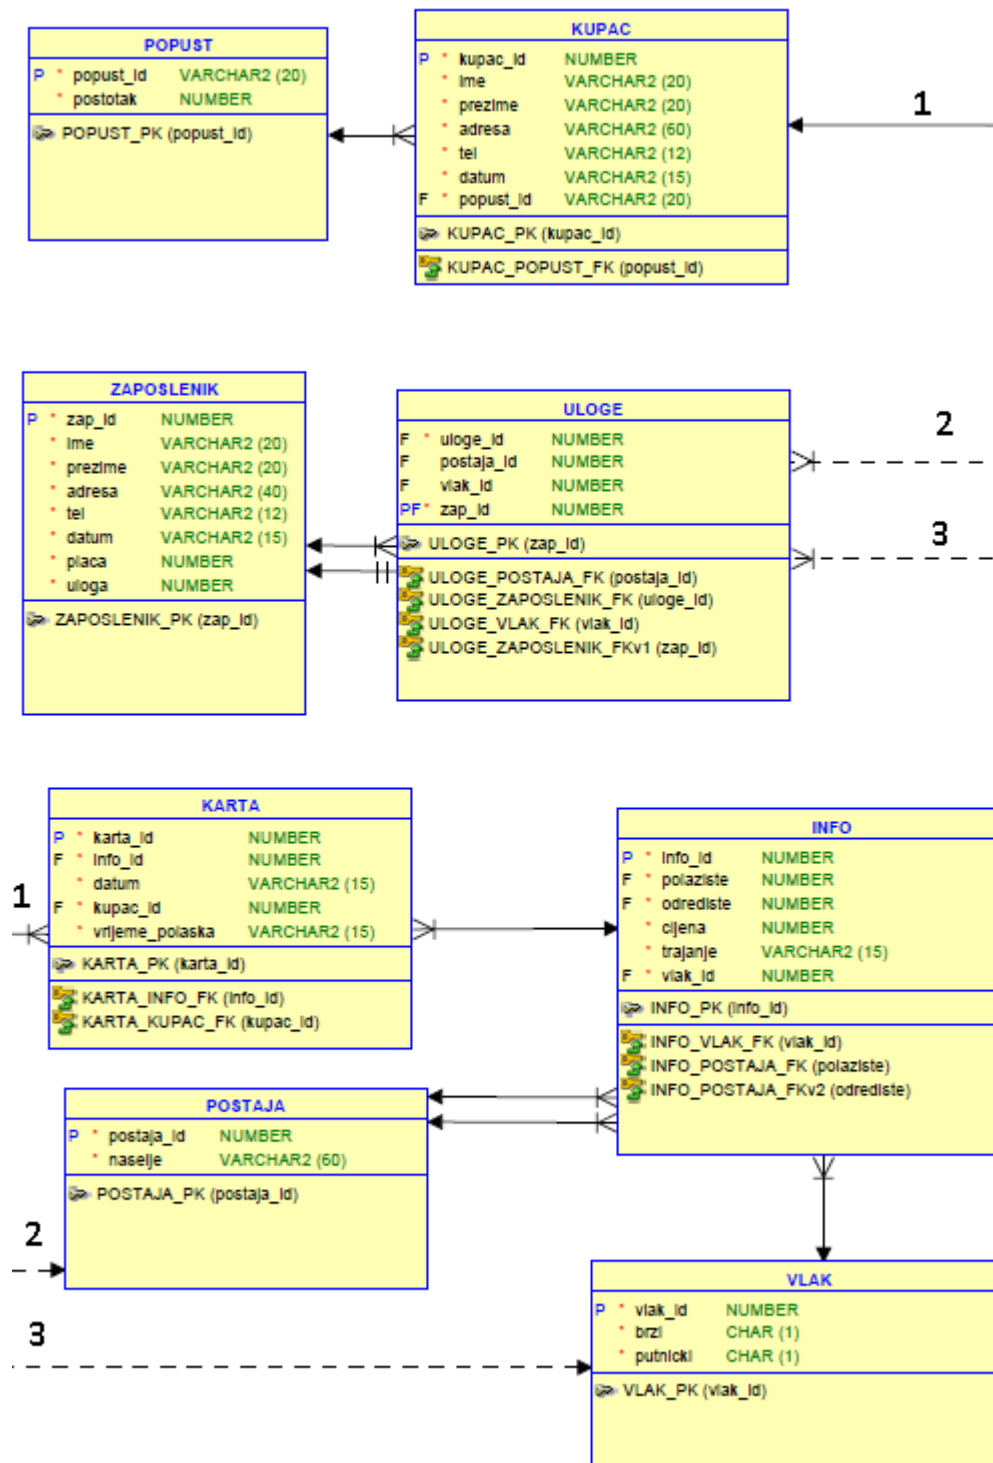 POPUST
P * popust_id VARCHAR2 (20)
* postotak NUMBER
POPUST_PK (popust_id)
KUPAC
P * kupac_id NUMBER
* ime VARCHAR2 (20)
* prezime VARCHAR2 (20)
* adresa VARCHAR2 (60)
* tel VARCHAR2 (12)
* datum VARCHAR2 (15)
F * popust_id VARCHAR2 (20)
KUPAC_PK (kupac_id)
KUPAC_POPUST_FK (popust_id)
1
ZAPOSLENIK
P * zap_id NUMBER
* ime VARCHAR2 (20)
* prezime VARCHAR2 (20)
* adresa VARCHAR2 (40)
* tel VARCHAR2 (12)
* datum VARCHAR2 (15)
* placa NUMBER
* uloga NUMBER
ZAPOSLENIK_PK (zap_id)
ULOGE
F * uloge_id NUMBER
F postaja_id NUMBER
F vlak_id NUMBER
PF* zap_id NUMBER
ULOGE_PK (zap_id)
ULOGE_POSTAJA_FK (postaja_id)
ULOGE_ZAPOSLENIK_FK (uloge_id)
ULOGE_VLAK_FK (vlak_id)
ULOGE_ZAPOSLENIK_FKv1 (zap_id)
2
3
1
KARTA
P * karta_id NUMBER
F * info_id NUMBER
* datum VARCHAR2 (15)
F * kupac_id NUMBER
* vrijeme_polaska VARCHAR2 (15)
KARTA_PK (karta_id)
KARTA_INFO_FK (info_id)
KARTA_KUPAC_FK (kupac_id)
INFO
P * info_id NUMBER
F * polaziste NUMBER
F * odrediste NUMBER
* cijena NUMBER
* trajanje VARCHAR2 (15)
F * vlak_id NUMBER
INFO_PK (info_id)
INFO_VLAK_FK (vlak_id)
INFO_POSTAJA_FK (polaziste)
INFO_POSTAJA_FKv2 (odrediste)
POSTAJA
P * postaja_id NUMBER
* naselje VARCHAR2 (60)
POSTAJA_PK (postaja_id)
2
3
VLAK
P * vlak_id NUMBER
* brzi CHAR (1)
* putnicki CHAR (1)
VLAK_PK (vlak_id)